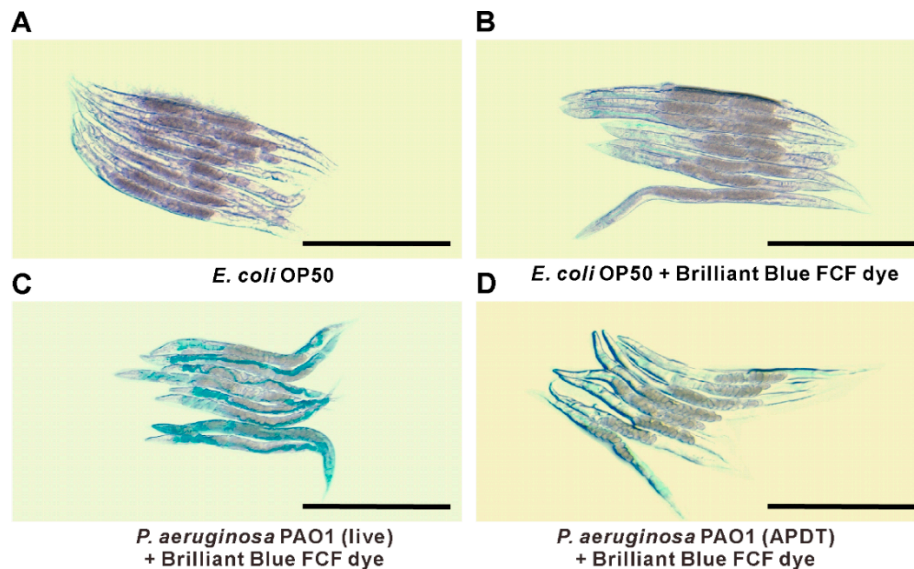 A
B
E. coli OP50
E. coli OP50 + Brilliant Blue FCF dye
C
D
P. aeruginosa PAO1 (live)
+ Brilliant Blue FCF dye
P. aeruginosa PAO1 (APDT)
+ Brilliant Blue FCF dye